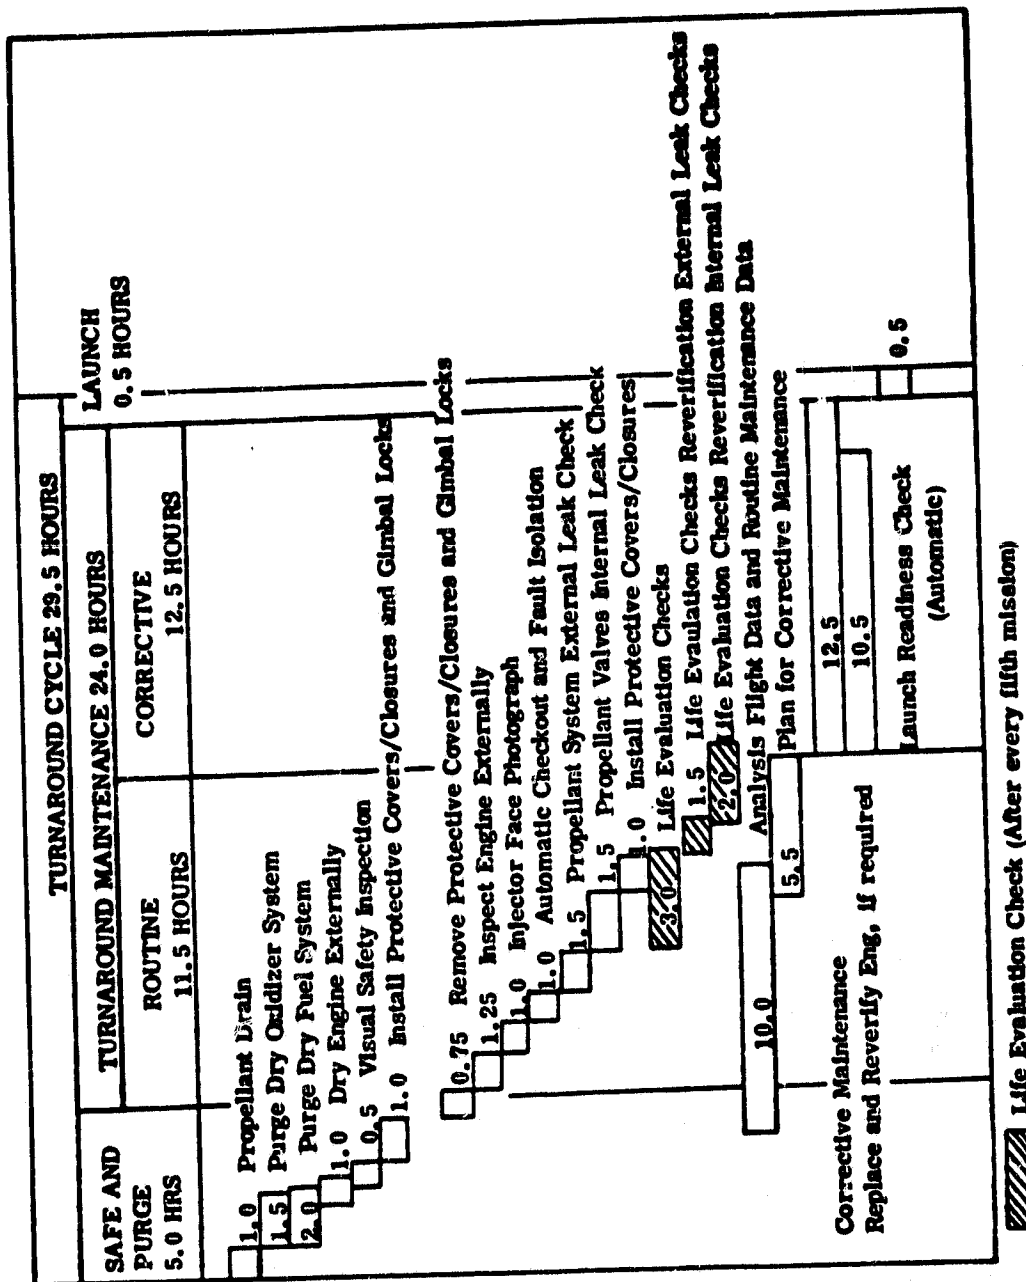 TURNAROUND CYCLE 29.5 HOURS
SAFE AND
PURGE
5.0 HRS
TURNAROUND MAINTENANCE 24.0 HOURS
ROUTINE
11.5 HOURS
CORRECTIVE
12.5 HOURS
LAUNCH
0.5 HOURS
1.0 Propellant Drain
1.5 Purge Dry Oxidizer System
2.0 Purge Dry Fuel System
1.0 Dry Engine Externally
0.5 Visual Safety Inspection
1.0 Install Protective Covers/Closures and Gimbal Locks
0.75 Remove Protective Covers/Closures and Gimbal Locks
1.25 Inspect Engine Externally
1.0 Injector Face Photograph
1.0 Automatic Checkout and Fault Isolation
1.5 Propellant System External Leak Check
1.5 Propellant Valves Internal Leak Check
1.0 Install Protective Covers/Closures
3.0 Life Evaluation Checks
1.5 Life Evaulation Checks Reverification External Leak Checks
2.0 Life Evaluation Checks Reverification Internal Leak Checks
10.0 Analysis Flight Data and Routine Maintenance Data
5.5 Plan for Corrective Maintenance
Corrective Maintenance 12.5
Replace and Reverify Eng, if required 10.5
Launch Readiness Check 0.5
(Automatic)
Life Evaluation Check (After every fifth mission)